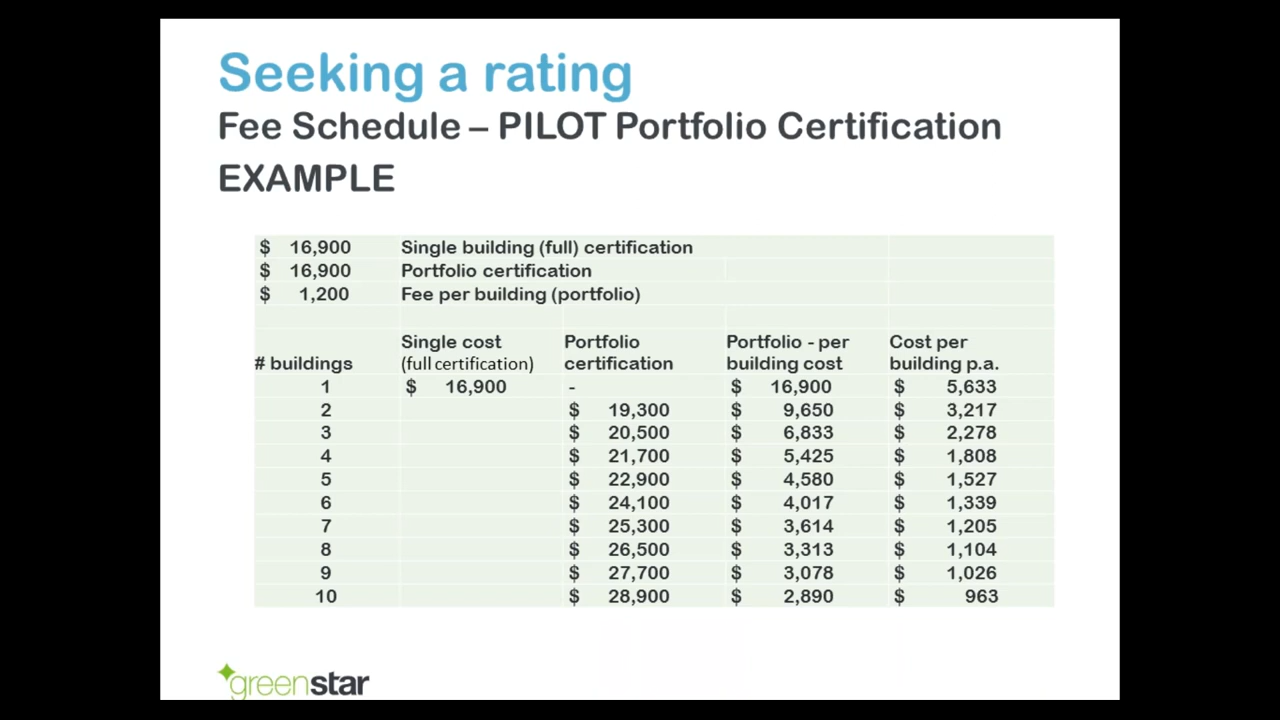 Seeking a rating
Fee Schedule – PILOT Portfolio Certification
EXAMPLE
$ 16,900 Single building (full) certification
$ 16,900 Portfolio certification
$ 1,200 Fee per building (portfolio)
# buildings Single cost (full certification) Portfolio certification Portfolio - per building cost Cost per building p.a.
1 $ 16,900 - $ 16,900 $ 5,633
2 $ 19,300 $ 9,650 $ 3,217
3 $ 20,500 $ 6,833 $ 2,278
4 $ 21,700 $ 5,425 $ 1,808
5 $ 22,900 $ 4,580 $ 1,527
6 $ 24,100 $ 4,017 $ 1,339
7 $ 25,300 $ 3,614 $ 1,205
8 $ 26,500 $ 3,313 $ 1,104
9 $ 27,700 $ 3,078 $ 1,026
10 $ 28,900 $ 2,890 $ 963
greenstar